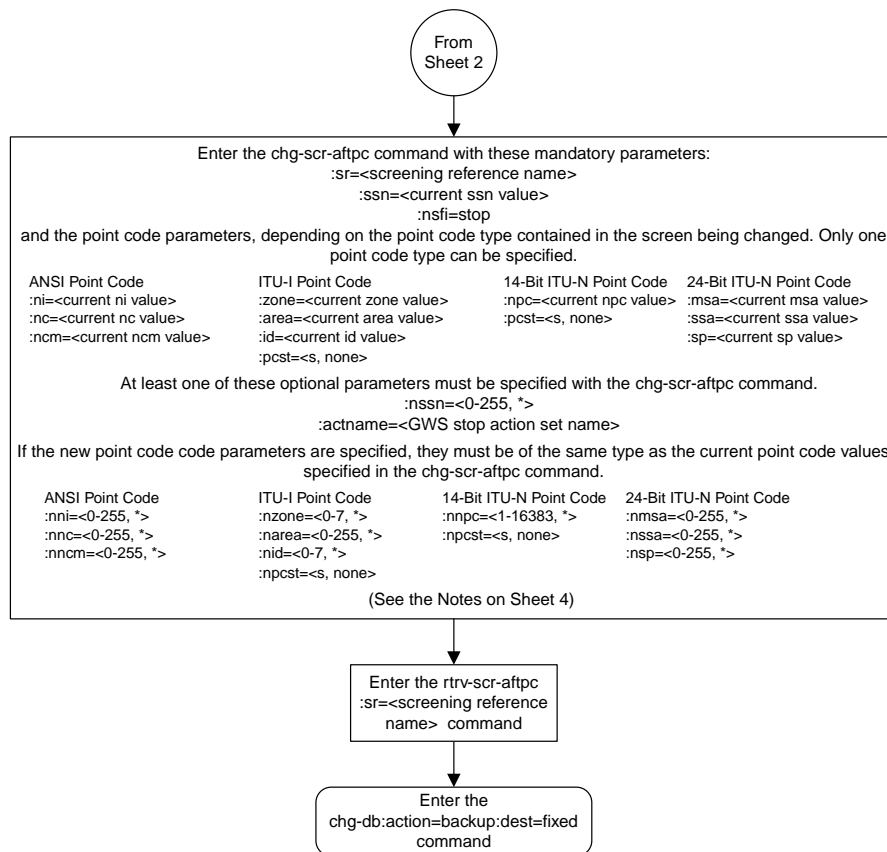 From
Sheet 2
Enter the chg-scr-aftpc command with these mandatory parameters:
:sr=<screening reference name>
:ssn=<current ssn value>
:nsfi=stop
and the point code parameters, depending on the point code type contained in the screen being changed. Only one
point code type can be specified.
ANSI Point Code
:ni=<current ni value>
:nc=<current nc value>
:ncm=<current ncm value>
ITU-I Point Code
:zone=<current zone value>
:area=<current area value>
:id=<current id value>
:pcst=<s, none>
14-Bit ITU-N Point Code
:npc=<current npc value>
:pcst=<s, none>
24-Bit ITU-N Point Code
:msa=<current msa value>
:ssa=<current ssa value>
:sp=<current sp value>
At least one of these optional parameters must be specified with the chg-scr-aftpc command.
:nssn=<0-255, *>
:actname=<GWS stop action set name>
If the new point code code parameters are specified, they must be of the same type as the current point code values
specified in the chg-scr-aftpc command.
ANSI Point Code
:nni=<0-255, *>
:nnc=<0-255, *>
:nncm=<0-255, *>
ITU-I Point Code
:nzone=<0-7, *>
:narea=<0-255, *>
:nid=<0-7, *>
:npcst=<s, none>
14-Bit ITU-N Point Code
:nnpc=<1-16383, *>
:npcst=<s, none>
24-Bit ITU-N Point Code
:nmsa=<0-255, *>
:nssa=<0-255, *>
:nsp=<0-255, *>
(See the Notes on Sheet 4)
Enter the rtrv-scr-aftpc
:sr=<screening reference
name> command
Enter the
chg-db:action=backup:dest=fixed
command